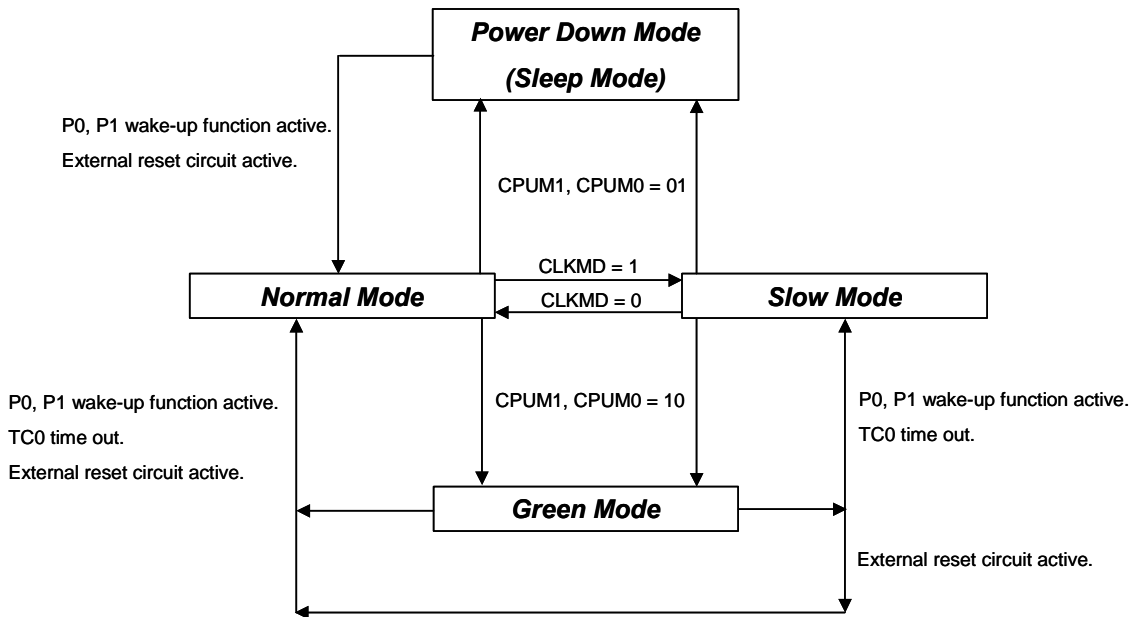 Power Down Mode
(Sleep Mode)
P0, P1 wake-up function active.
External reset circuit active.
CPUM1, CPUM0 = 01
CLKMD = 1
Normal Mode
Slow Mode
CLKMD = 0
P0, P1 wake-up function active.
TC0 time out.
External reset circuit active.
CPUM1, CPUM0 = 10
P0, P1 wake-up function active.
TC0 time out.
Green Mode
External reset circuit active.